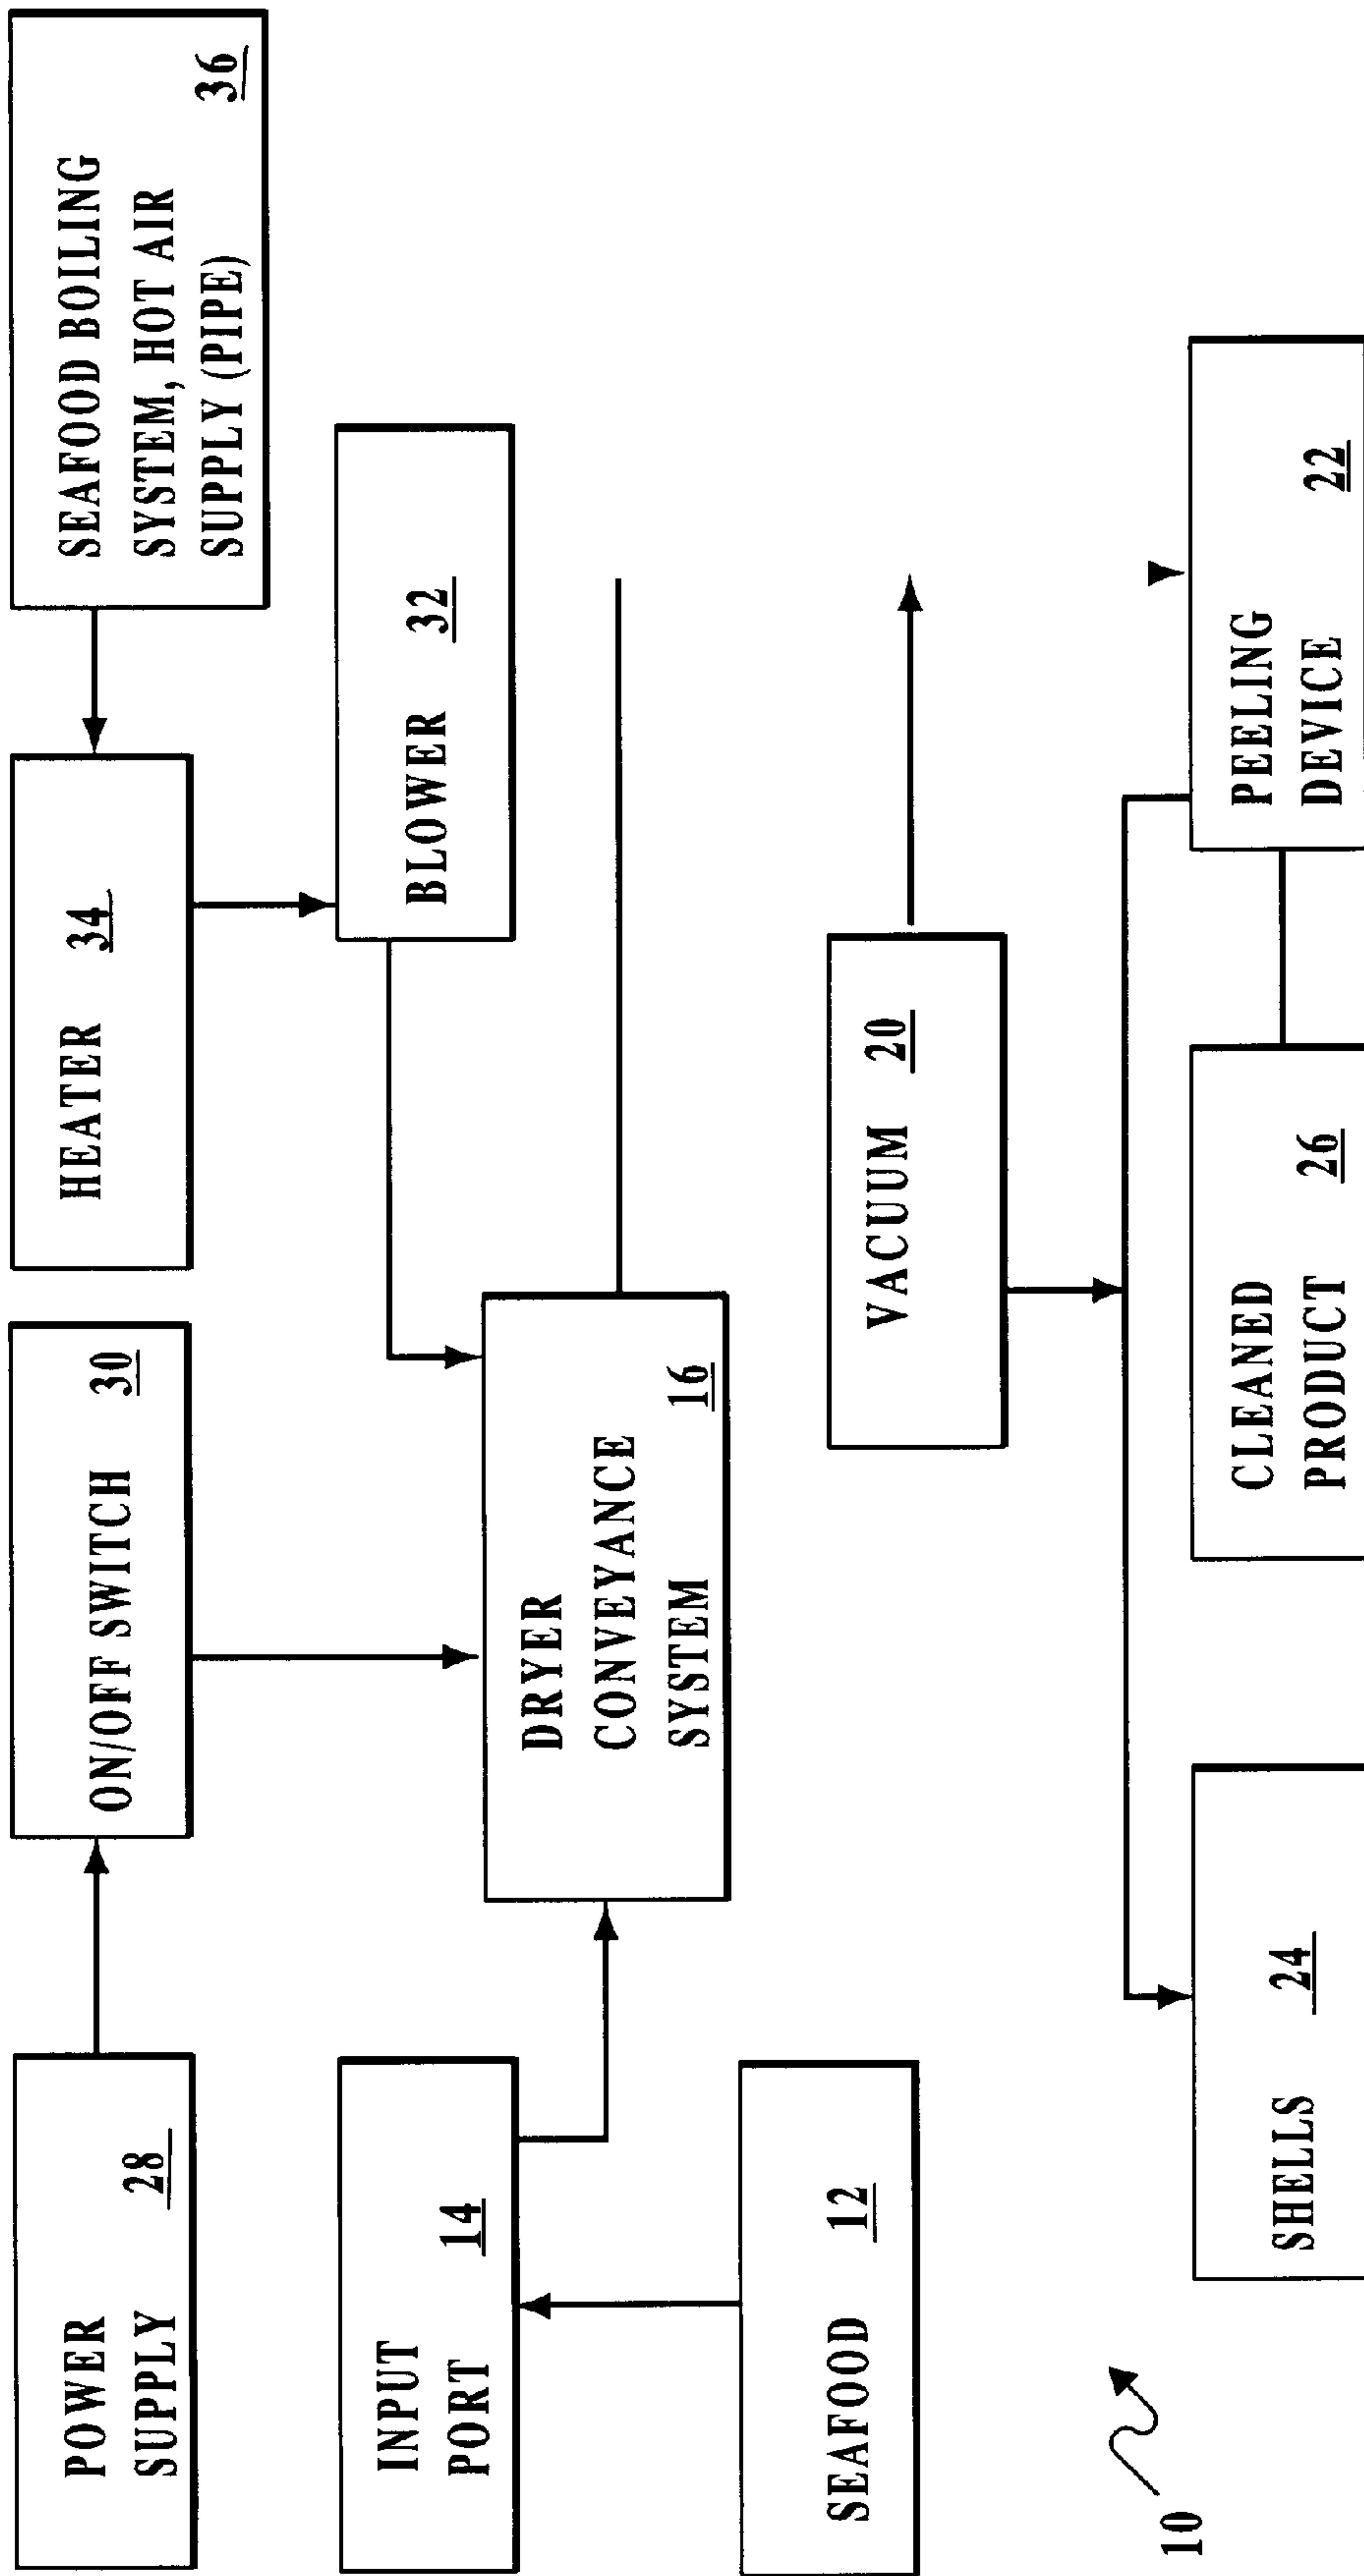 POWER
SUPPLY 28
ON/OFF SWITCH 30
HEATER 34
SEAFOOD BOILING
SYSTEM, HOT AIR
SUPPLY (PIPE)
36
INPUT
PORT 14
BLOWER 32
DRYER
CONVEYANCE
SYSTEM 16
SEAFOOD 12
VACUUM 20
SHELLS 24
CLEANED
PRODUCT 26
PEELING
DEVICE 22
10